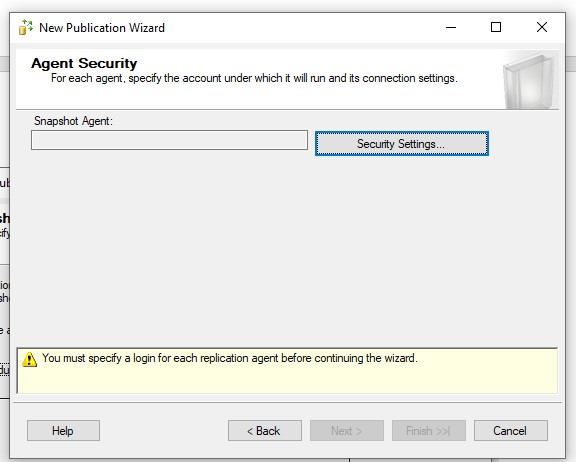 New Publication Wizard
Agent Security
For each agent, specify the account under which it will run and its connection settings.
Snapshot Agent:
Security Settings...
You must specify a login for each replication agent before continuing the wizard.
Help
< Back
Next >
Finish >>|
Cancel